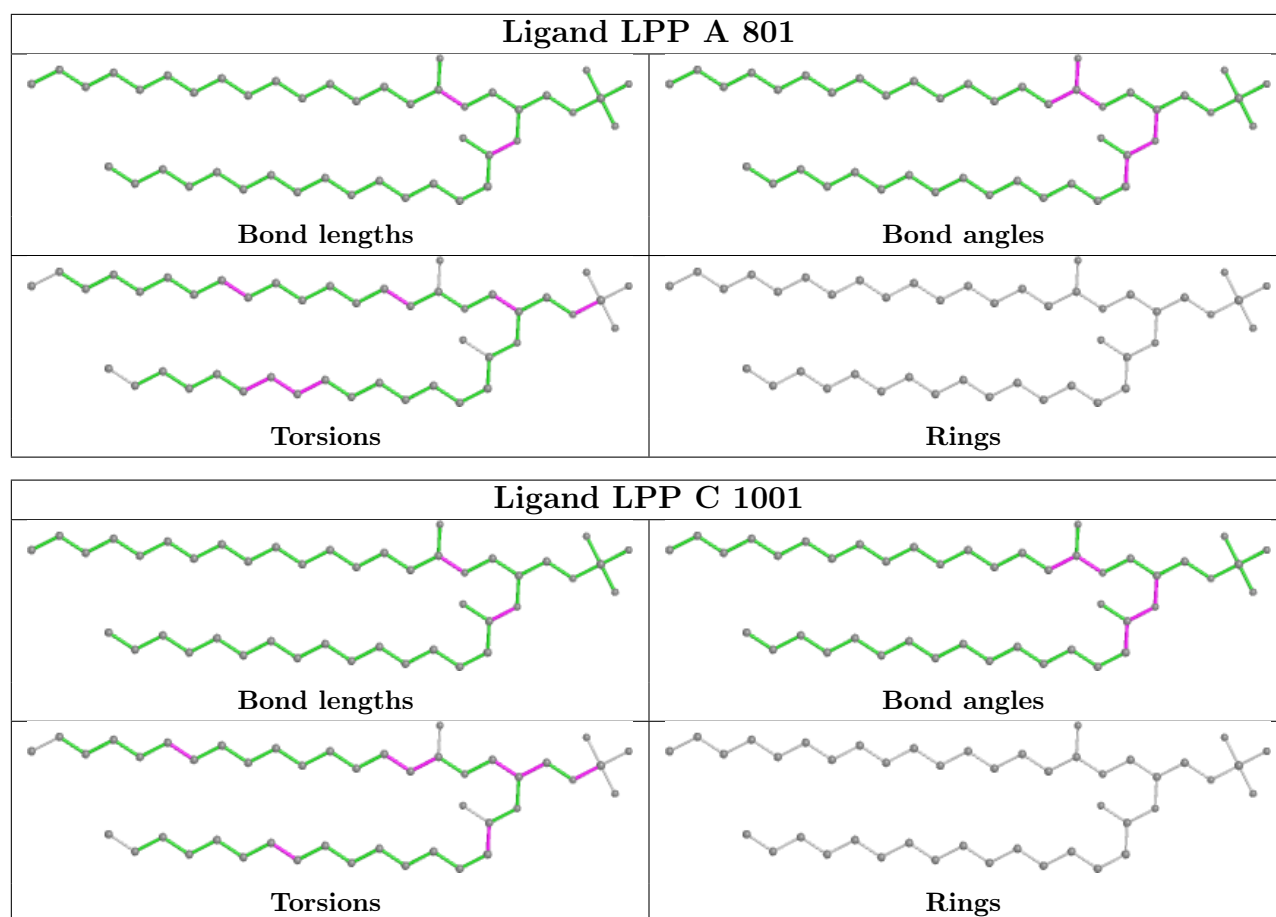 Ligand LPP A 801
Bond lengths
Bond angles
Torsions
Rings
Ligand LPP C 1001
Bond lengths
Bond angles
Torsions
Rings